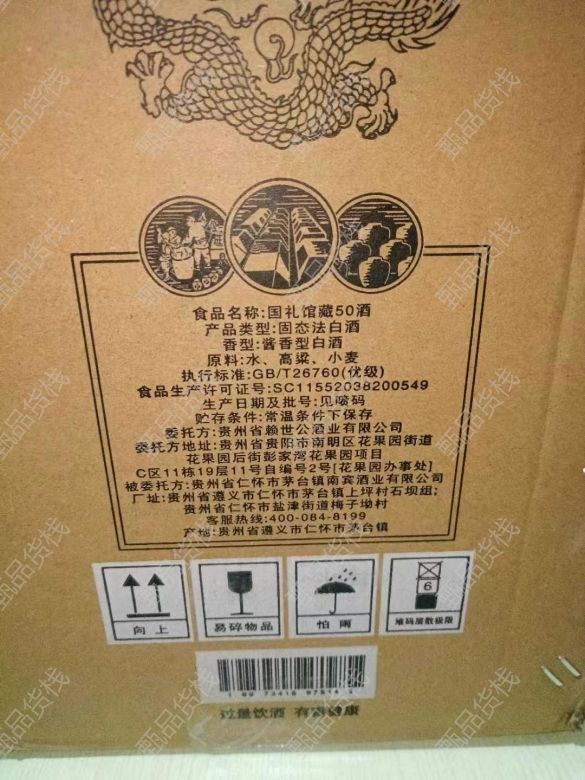 食品名称:国礼馆藏50酒
产品类型:固态法白酒
香型:酱香型白酒
原料:水、高粱、小麦
执行标准:GB/T26760(优级)
食品生产许可证号:SC11552038200549
生产日期及批号:见喷码
贮存条件:常温条件下保存
委托方:贵州省赖世公酒业有限公司
委托方地址:贵州省贵阳市南明区花果园街道
花果园后街彭家湾花果园项目
C区11栋19层11号自编号2号[花果园办事处]
被委托方:贵州省仁怀市茅台镇南宾酒业有限公司
厂址:贵州省遵义市仁怀市茅台镇上坪村石坝组;
贵州省仁怀市盐津街道梅子坳村
客服热线:400-084-8199
产地:贵州省遵义市仁怀市茅台镇
向上
易碎物品
怕雨
6
堆码层数极限
过量饮酒 有害健康
甄品货栈